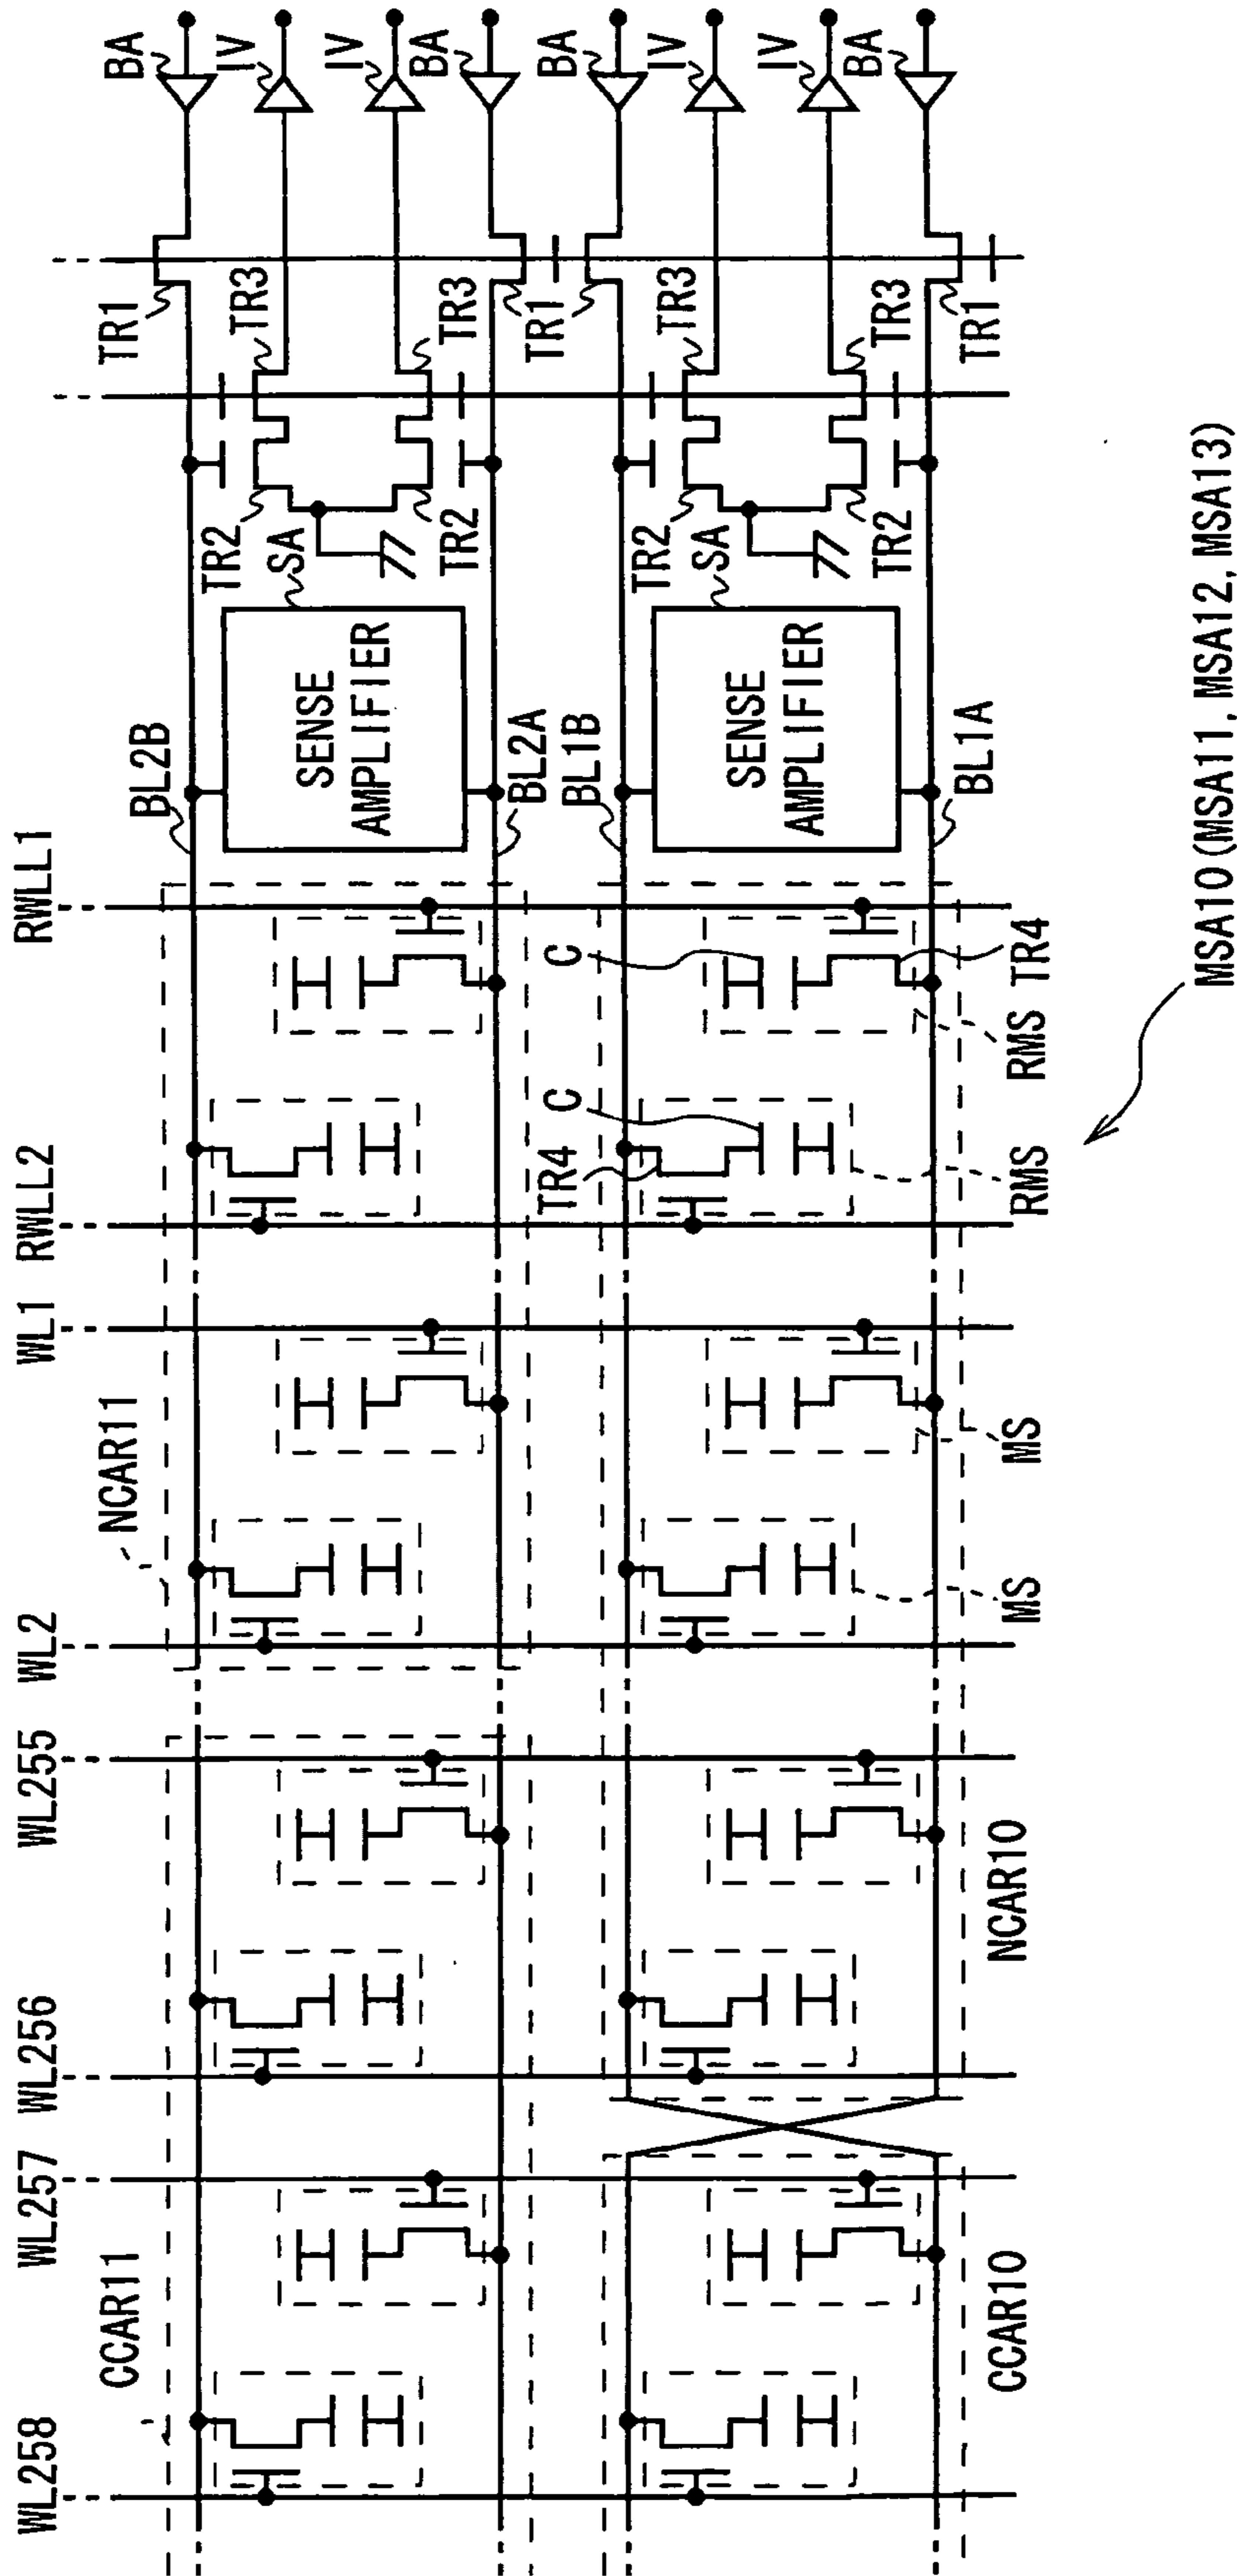 WL258
WL257
WL256
WL255
WL2
WL1
RWLL2
RWLL1
CCAR11
NCAR11
BL2B
TR1
BA
TR2
TR3
IV
SA
SENSE
AMPLIFIER
IV
TR2
TR3
BA
BL2A
TR1
BL1B
TR1
BA
C
C
TR4
TR2
TR3
IV
SA
SENSE
AMPLIFIER
IV
TR2
TR3
BA
BL1A
TR1
CCAR10
NCAR10
MS
MS
RMS
RMS
TR4
MSA10 (MSA11, MSA12, MSA13)